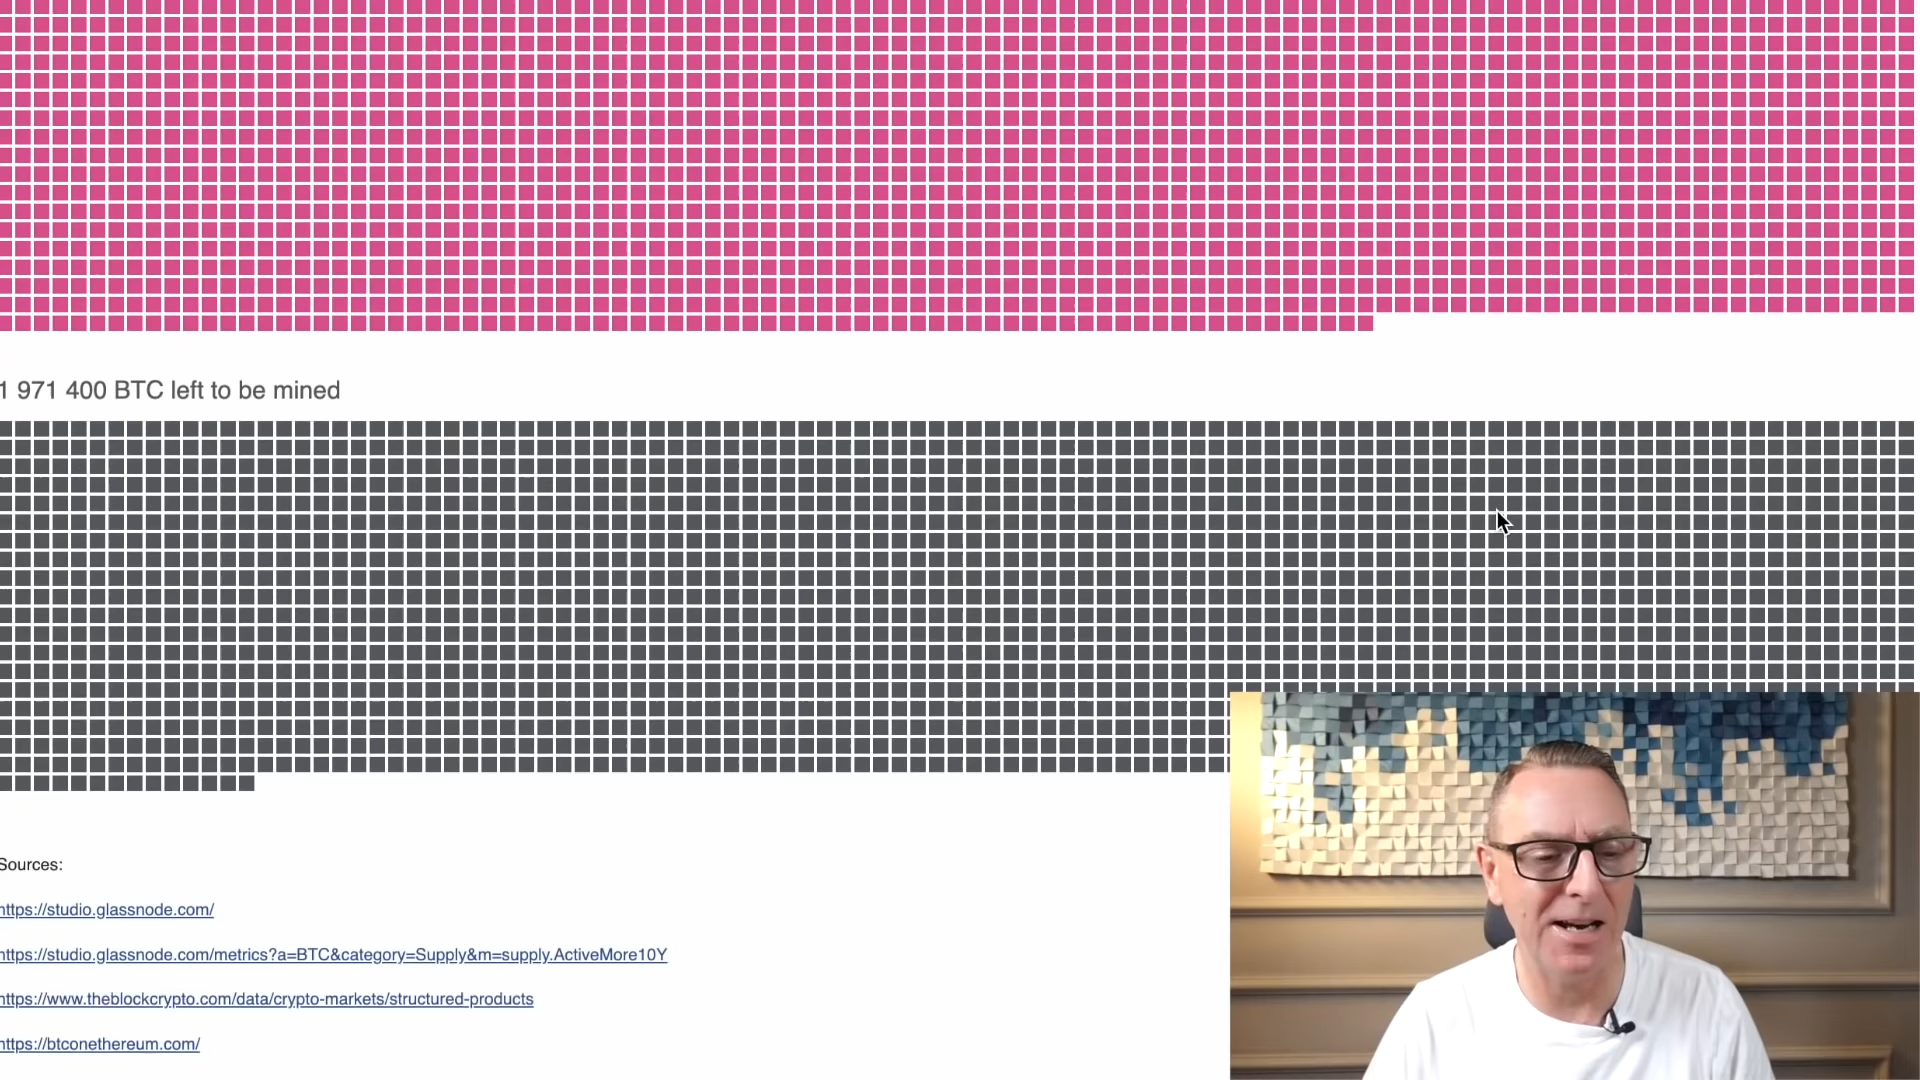 1 971 400 BTC left to be mined
Sources:
https://studio.glassnode.com/
https://studio.glassnode.com/metrics?a=BTC&category=Supply&m=supply.ActiveMore10Y
https://www.theblockcrypto.com/data/crypto-markets/structured-products
https://btconethereum.com/